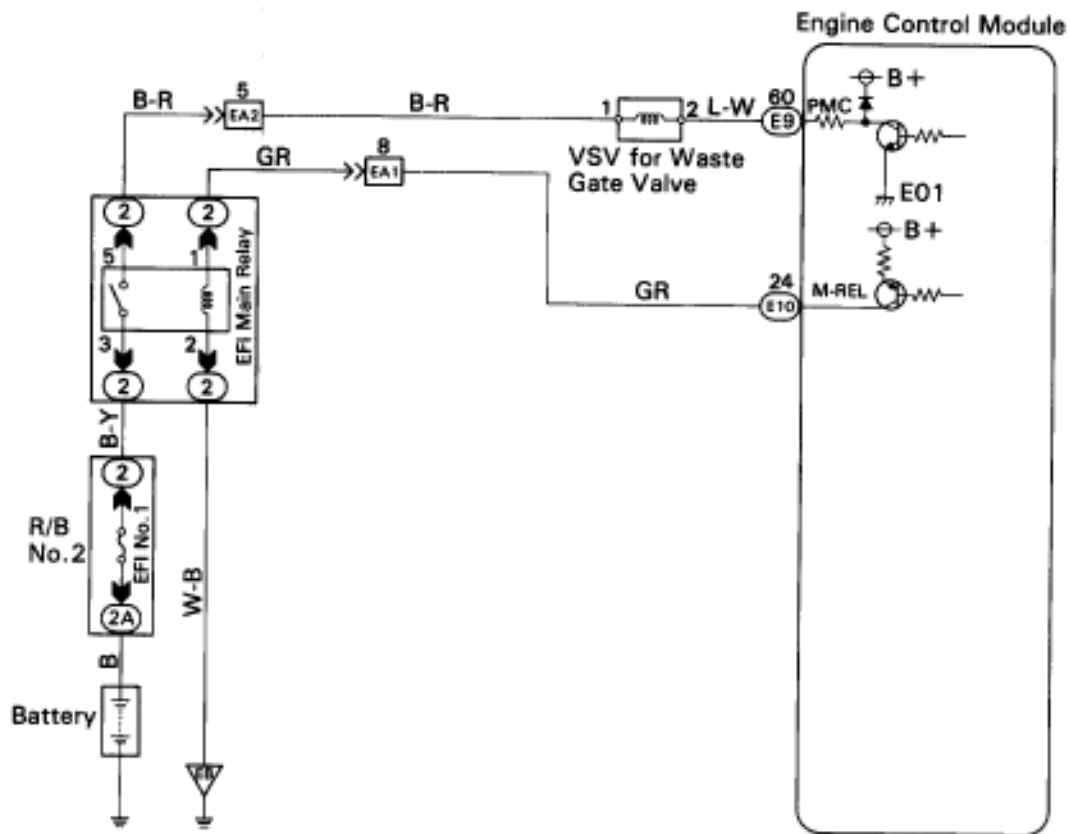 Engine Control Module
B-R
5
EA2
B-R
1
2
L-W
60
E9
PMC
B+
VSV for Waste
Gate Valve
E01
GR
8
EA1
GR
24
E10
M-REL
B+
2
2
5
1
3
2
2
2
EFI Main Relay
B-Y
2
R/B
No.2
EFI No.1
2A
W-B
B
Battery